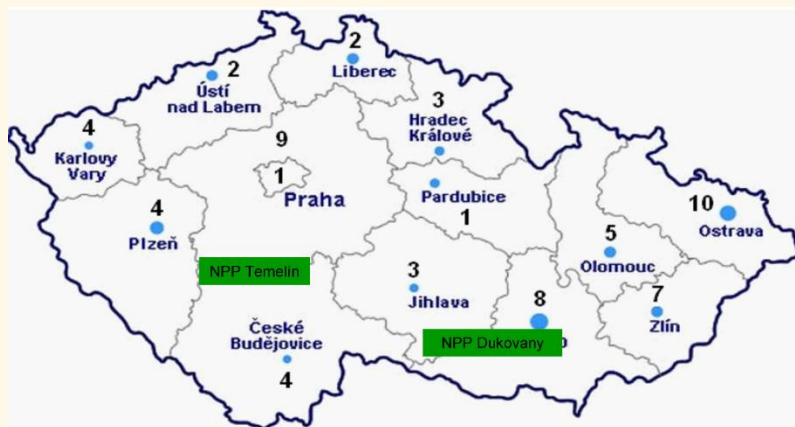 2
Liberec
2
Ústí
nad Labem
3
Hradec
Králové
4
Karlovy
Vary
9
1
Praha
Pardubice
1
10
Ostrava
4
Plzeň
5
Olomouc
NPP Temelin
3
Jihlava
8
7
Zlín
České
Budějovice
4
NPP Dukovany
o